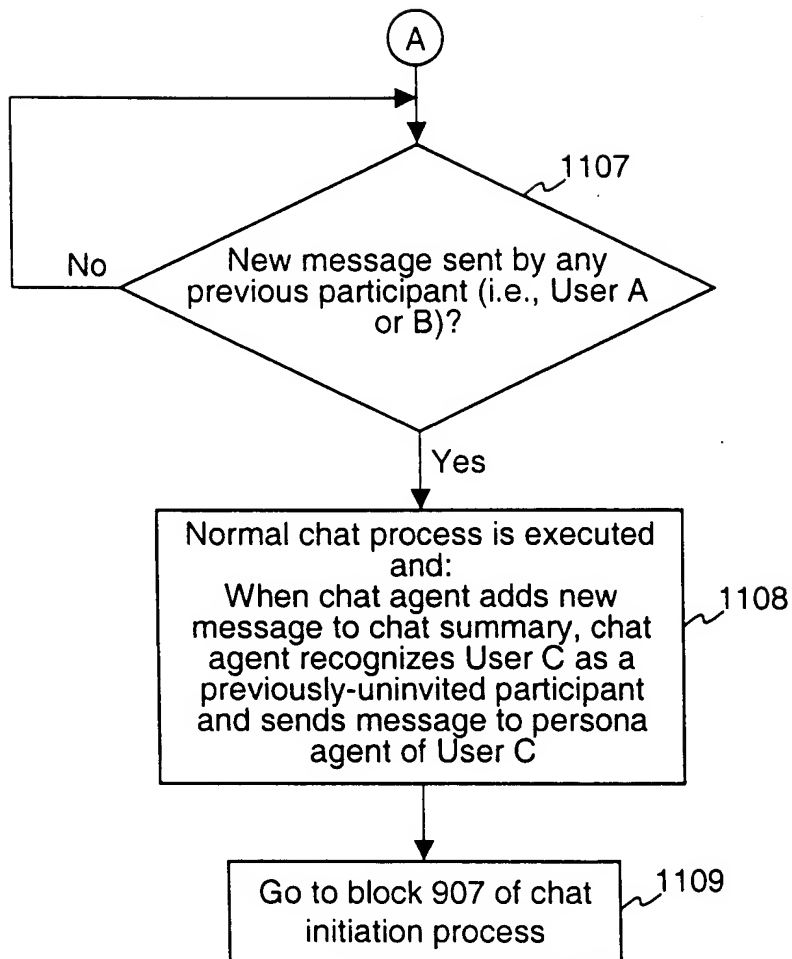 A
1107
No
New message sent by any
previous participant (i.e., User A
or B)?
Yes
Normal chat process is executed
and:
When chat agent adds new
message to chat summary, chat
agent recognizes User C as a
previously-uninvited participant
and sends message to persona
agent of User C
1108
Go to block 907 of chat
initiation process
1109